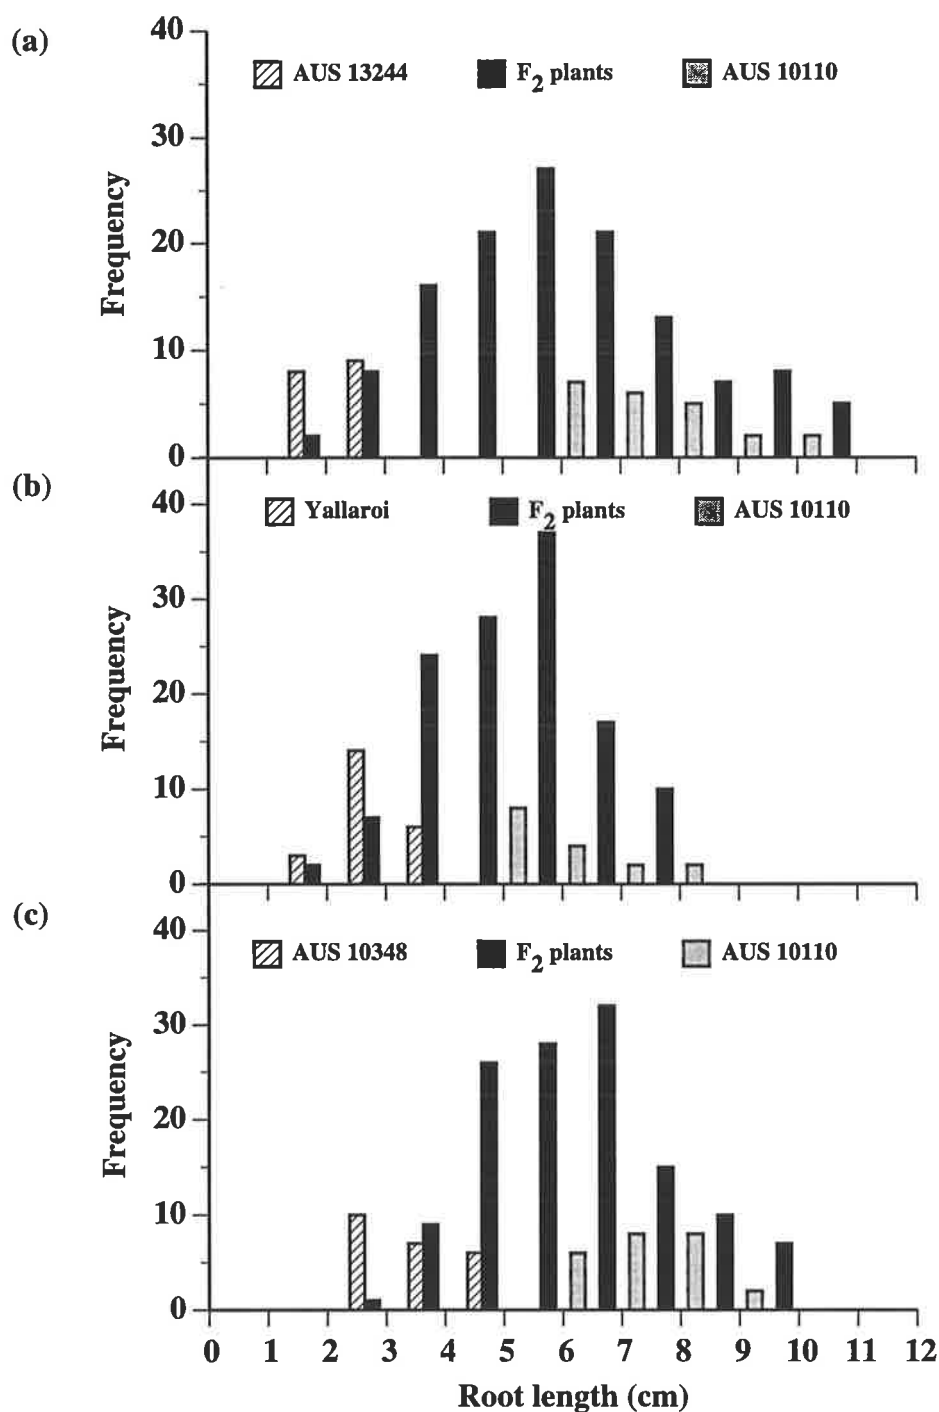 (a)
40
AUS 13244 F2 plants AUS 10110
30
Frequency
20
10
0
(b)
40
Yallaroi F2 plants AUS 10110
30
Frequency
20
10
0
(c)
40
AUS 10348 F2 plants AUS 10110
30
Frequency
20
10
0
0 1 2 3 4 5 6 7 8 9 10 11 12
Root length (cm)